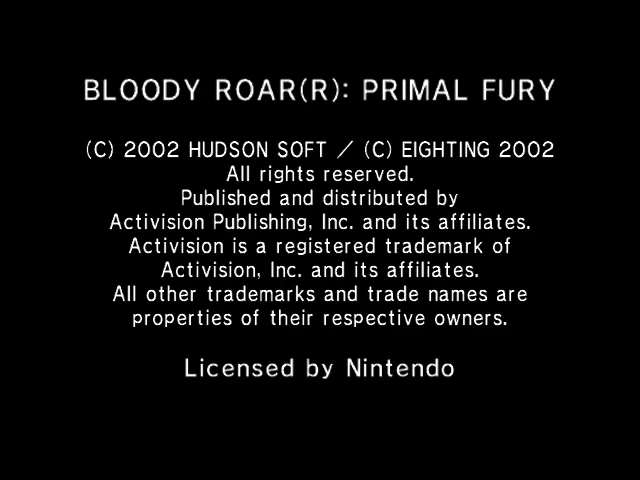 BLOODY ROAR(R): PRIMAL FURY
(C) 2002 HUDSON SOFT / (C) EIGHTING 2002
All rights reserved.
Published and distributed by
Activision Publishing, Inc. and its affiliates.
Activision is a registered trademark of
Activision, Inc. and its affiliates.
All other trademarks and trade names are
properties of their respective owners.
Licensed by Nintendo